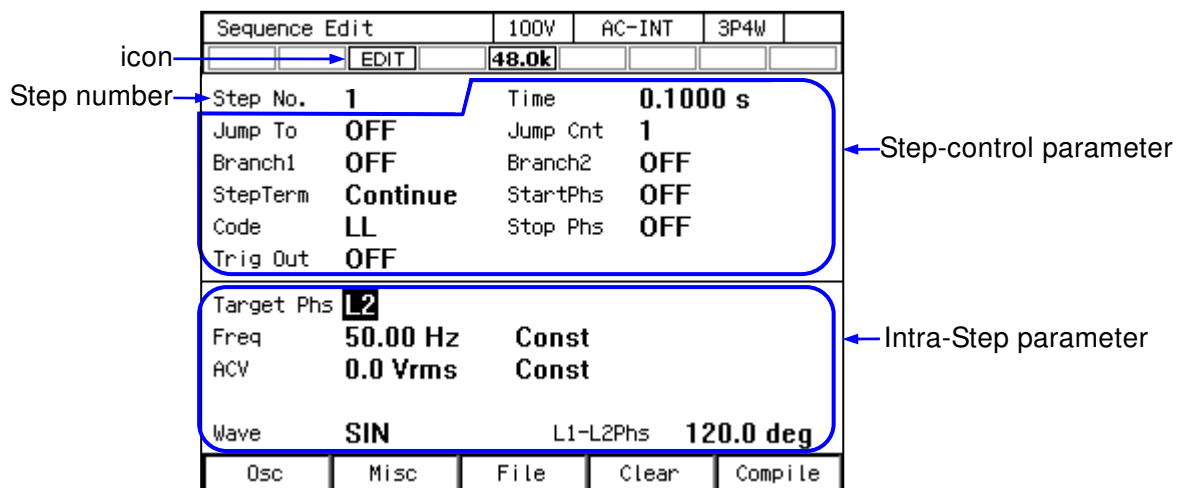 Sequence Edit 100V AC-INT 3P4W
icon EDIT 48.0k
Step number Step No. 1 Time 0.1000 s
Jump To OFF Jump Cnt 1
Step-control parameter
Branch1 OFF Branch2 OFF
StepTerm Continue StartPhs OFF
Code LL Stop Phs OFF
Trig Out OFF
Target Phs L2
Freq 50.00 Hz Const
Intra-Step parameter
ACV 0.0 Vrms Const
Wave SIN L1-L2Phs 120.0 deg
Osc Misc File Clear Compile